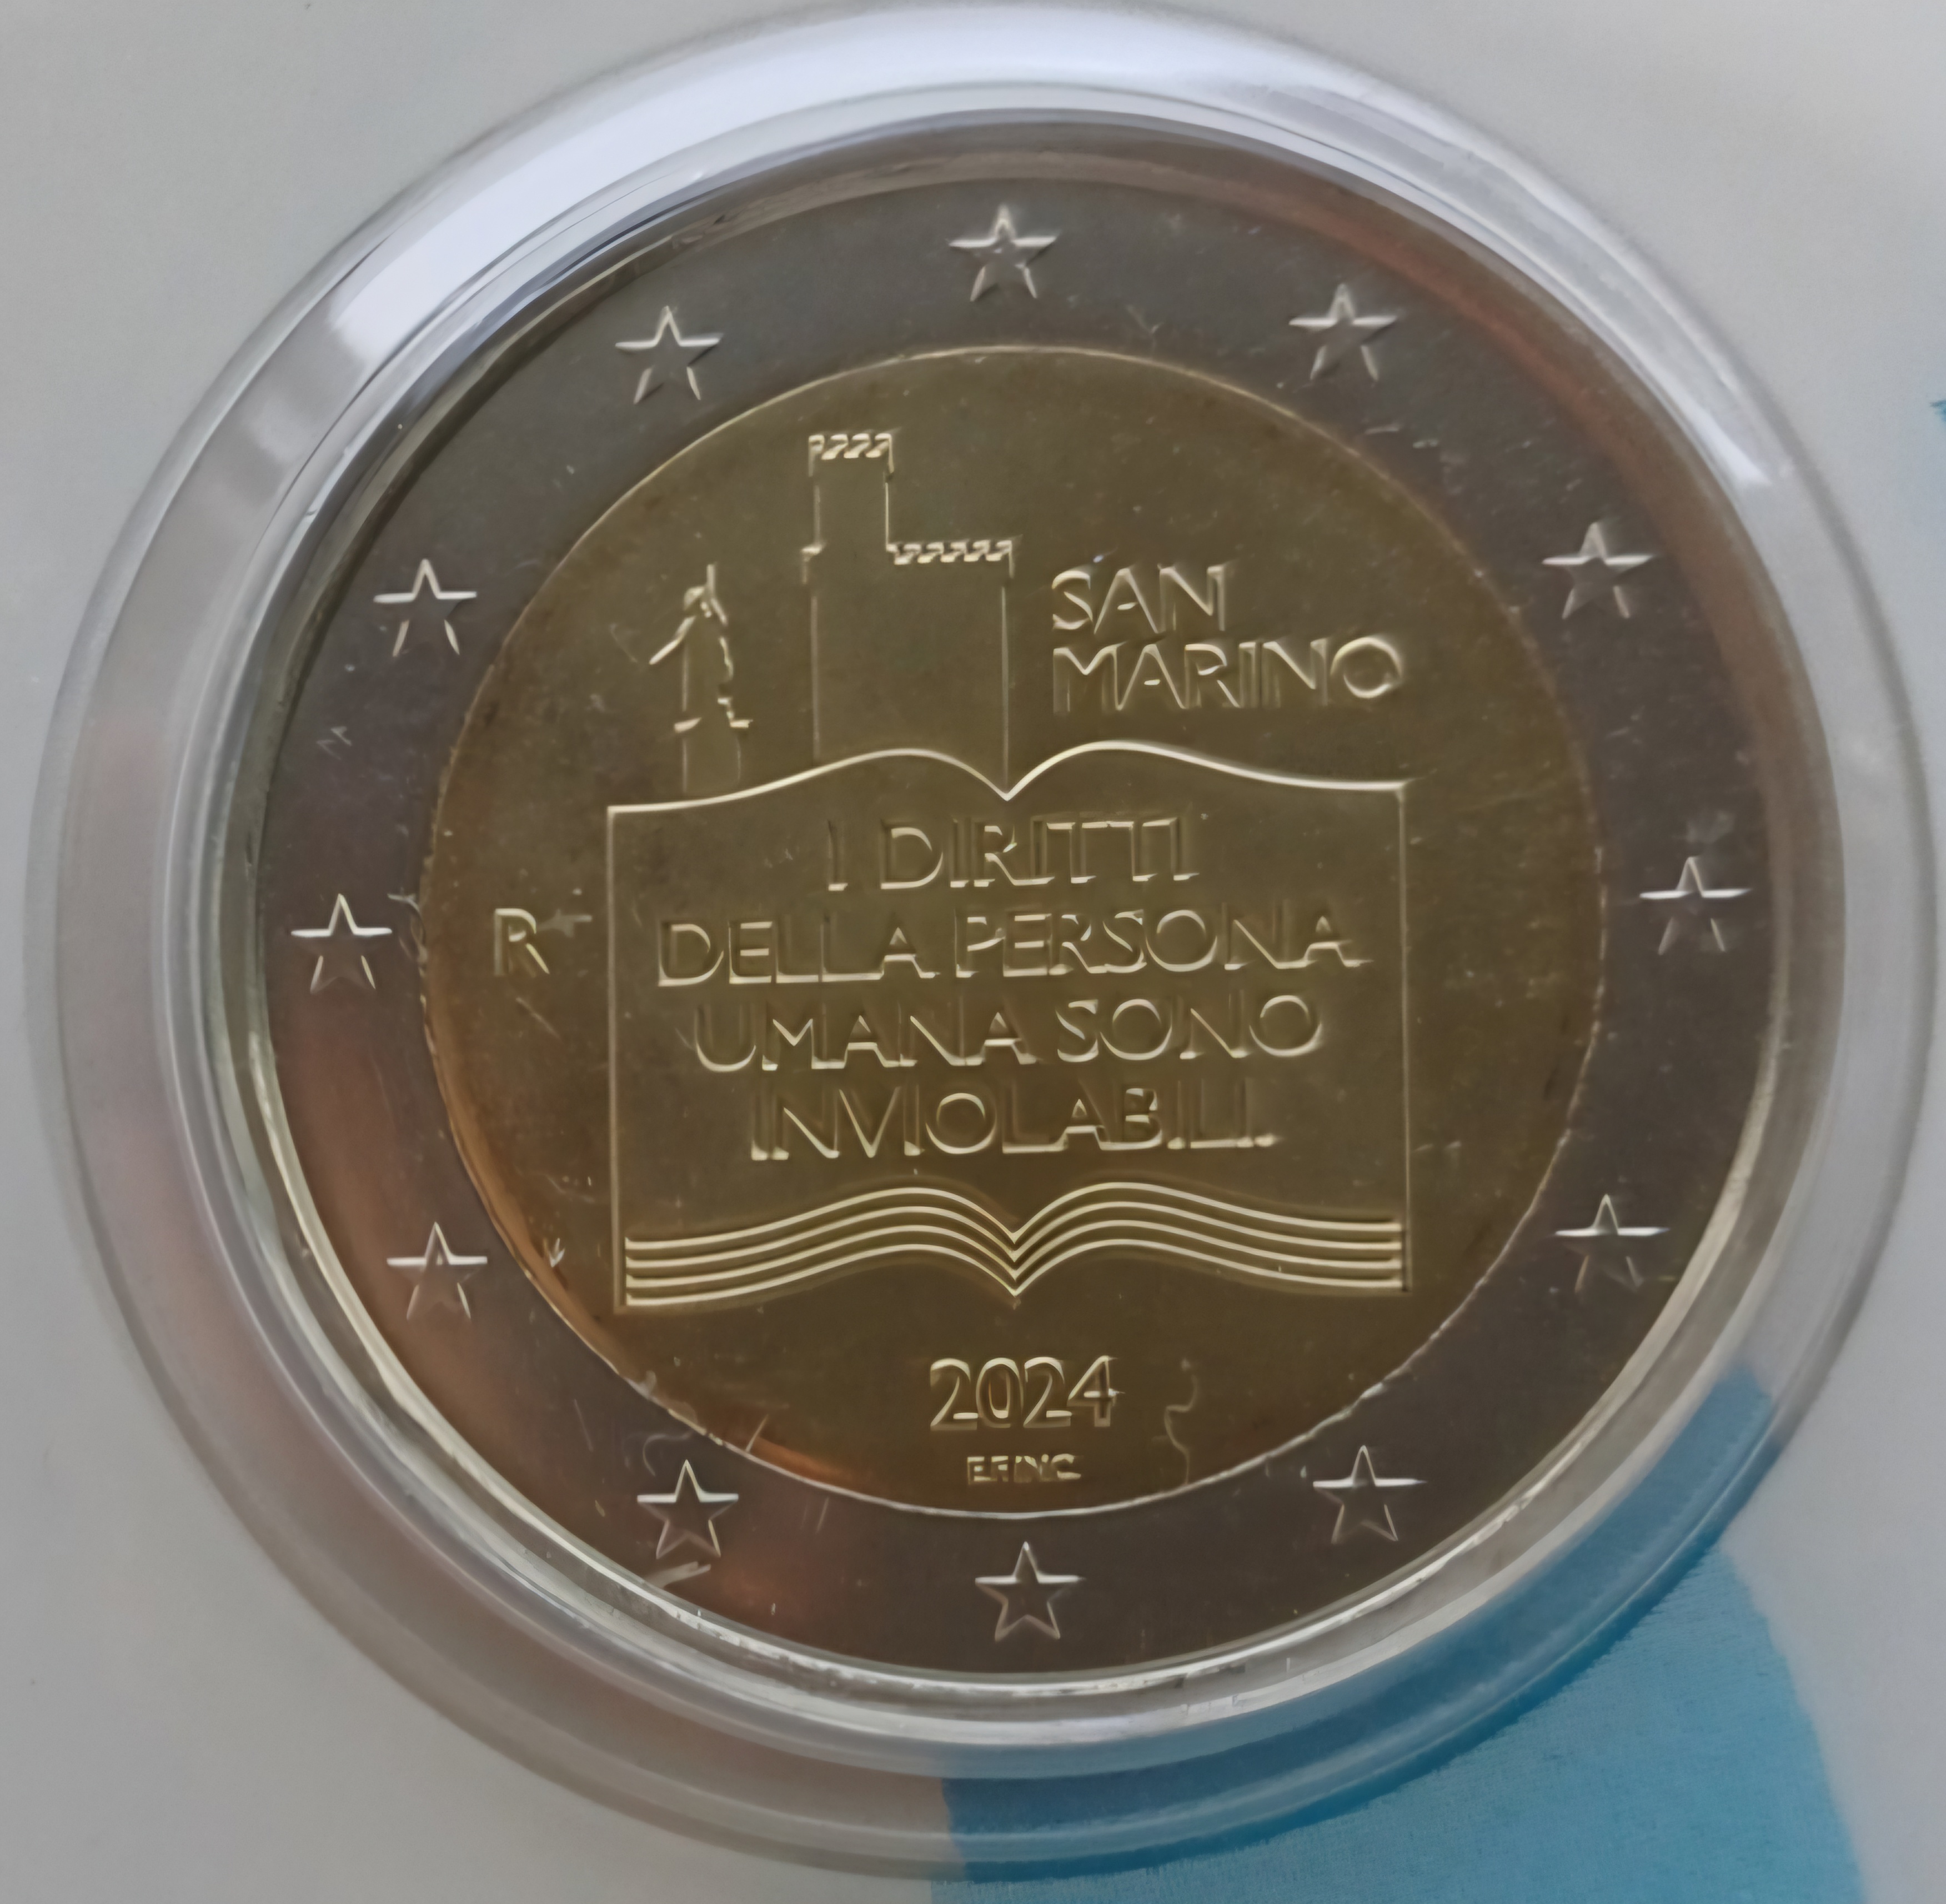 SAN
MARINO
I DIRITTI
DELLA PERSONA
R
UMANA SONO
INVIOLABILI.
2024